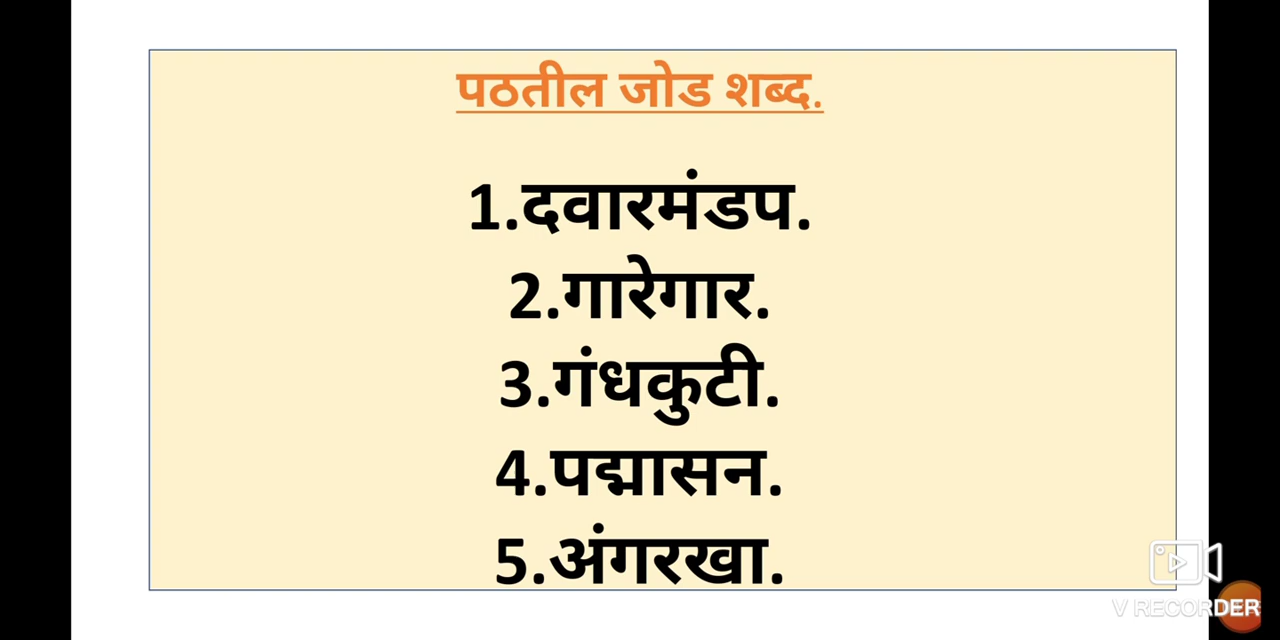 पठतील जोड शब्द.
1.दवारमंडप.
2.गारेगार.
3.गंधकुटी.
4.पद्मासन.
5.अंगरखा.
V RECORDER